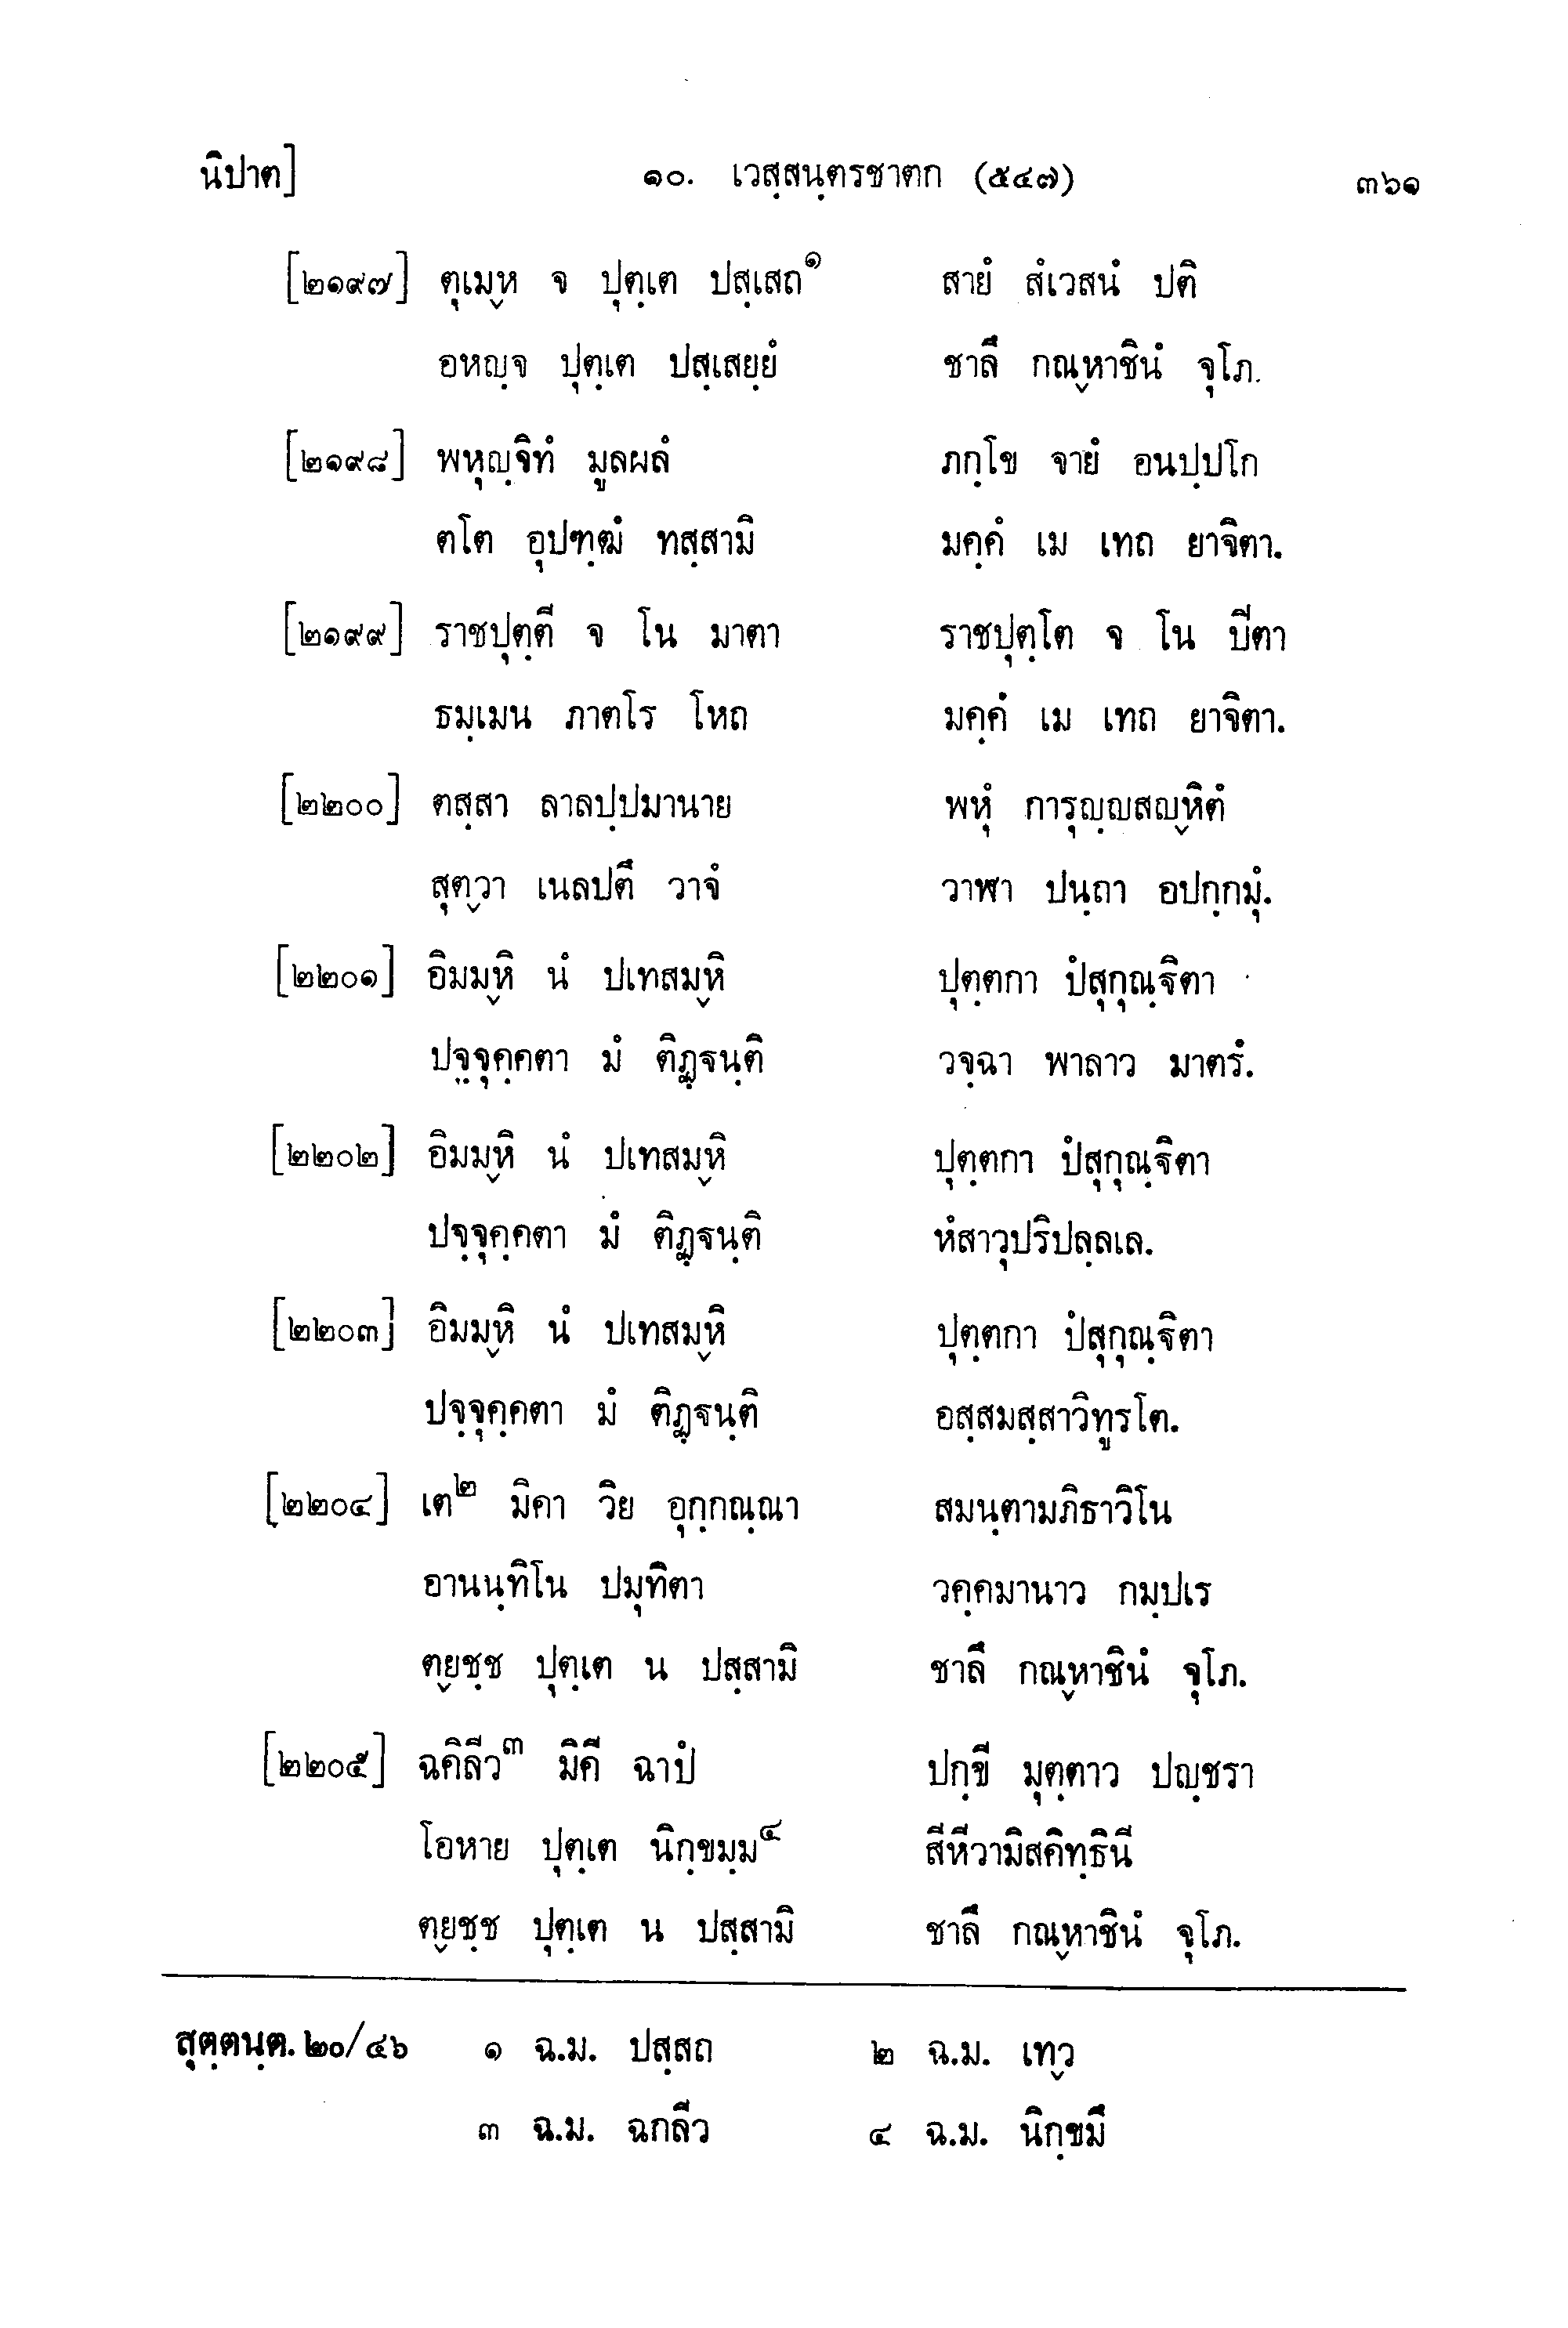 นิปาต] ๑๐. เวสฺสนฺตรชาตก (๕๔๗) ๓๖๑
[๒๑๙๗] ตุเมฺห จ ปุตฺเต ปสฺเสถ๑ สายํ สํเวสนํ ปติ
อหญฺจ ปุตฺเต ปสฺเสยฺยํ ชาลึ กณฺหาชินํ จุโภ.
[๒๑๙๘] พหุญฺจิทํ มูลผลํ ภกฺโข จายํ อนปฺปโก
ตโต อุปฑฺฒํ ทสฺสามิ มคฺคํ เม เทถ ยาจิตา.
[๒๑๙๙] ราชปุตฺตี จ โน มาตา ราชปุตฺโต จ โน ปีตา
ธมฺเมน ภาตโร โหถ มคฺคํ เม เทถ ยาจิตา.
[๒๒๐๐] ตสฺสา ลาลปฺปมานาย พหุํ การุญฺญสญฺหิตํ
สุตฺวา เนลปตึ วาจํ วาฬา ปนฺถา อปกฺกมุํ.
[๒๒๐๑] อิมมฺหิ นํ ปเทสมฺหิ ปุตฺตกา ปํสุกุณฺฐิตา
ปจฺจุคฺคตา มํ ติฏฺฐนฺติ วจฺฉา พาลาว มาตรํ.
[๒๒๐๒] อิมมฺหิ นํ ปเทสมฺหิ ปุตฺตกา ปํสุกุณฺฐิตา
ปจฺจุคฺคตา มํ ติฏฺฐนฺติ หํสาวุปริปลฺลเล.
[๒๒๐๓] อิมมฺหิ นํ ปเทสมฺหิ ปุตฺตกา ปํสุกุณฺฐิตา
ปจฺจุคฺคตา มํ ติฏฺฐนฺติ อสฺสมสฺสาวิทูรโต.
[๒๒๐๔] เต๒ มิคา วิย อุกฺกณฺณา สมนฺตามภิธาวิโน
อานนฺทิโน ปมุทิตา วคฺคมานาว กมฺปเร
ตฺยชฺช ปุตฺเต น ปสฺสามิ ชาลึ กณฺหาชินํ จุโภ.
[๒๒๐๕] ฉคิลีว๓ มิคี ฉาปํ ปกฺขี มุตฺตาว ปญฺชรา
โอหาย ปุตฺเต นิกฺขมฺม๔ สีหีวามิสคิทฺธินี
ตฺยชฺช ปุตฺเต น ปสฺสามิ ชาลึ กณฺหาชินํ จุโภ.
สุตฺตนฺต. ๒๐/๔๖ ๑ ฉ.ม. ปสฺสถ ๒ ฉ.ม. เทฺว
๓ ฉ.ม. ฉกลีว ๔ ฉ.ม. นิกฺขมึ